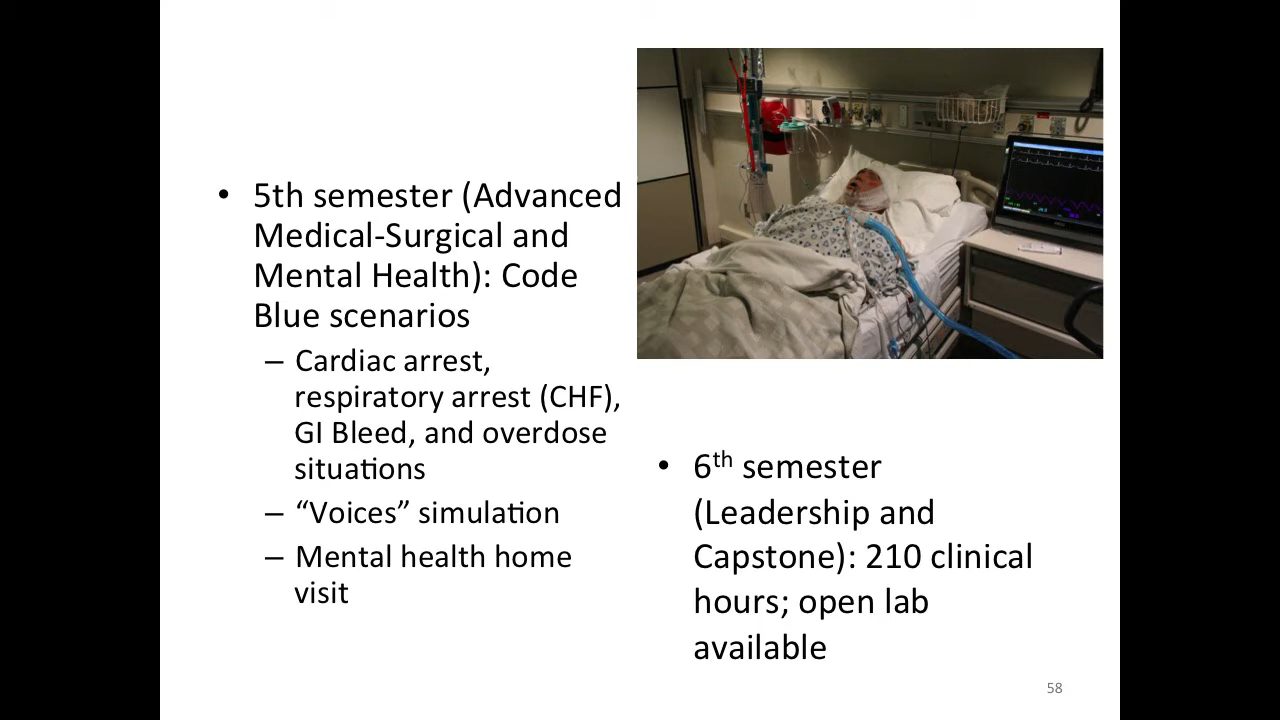 • 5th semester (Advanced
Medical-Surgical and
Mental Health): Code
Blue scenarios
– Cardiac arrest,
respiratory arrest (CHF),
GI Bleed, and overdose
situations
– “Voices” simulation
– Mental health home
visit
• 6th semester
(Leadership and
Capstone): 210 clinical
hours; open lab
available
58